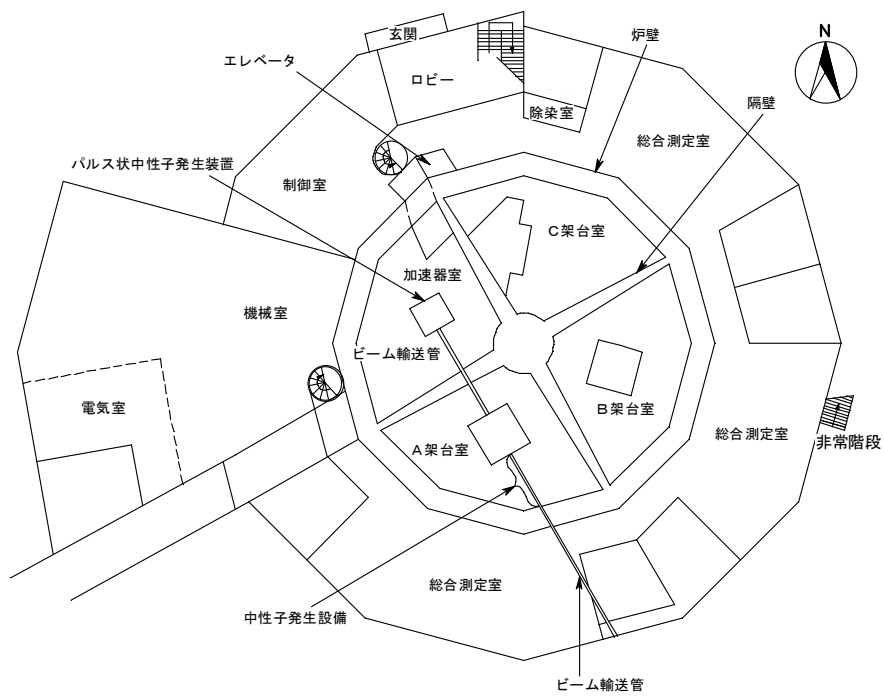 玄関
炉壁
N
エレベータ
ロビー
隔壁
除染室
総合測定室
パルス状中性子発生装置
制御室
C架台室
加速器室
機械室
ビーム輸送管
電気室
B架台室
総合測定室
A架台室
非常階段
総合測定室
中性子発生設備
ビーム輸送管